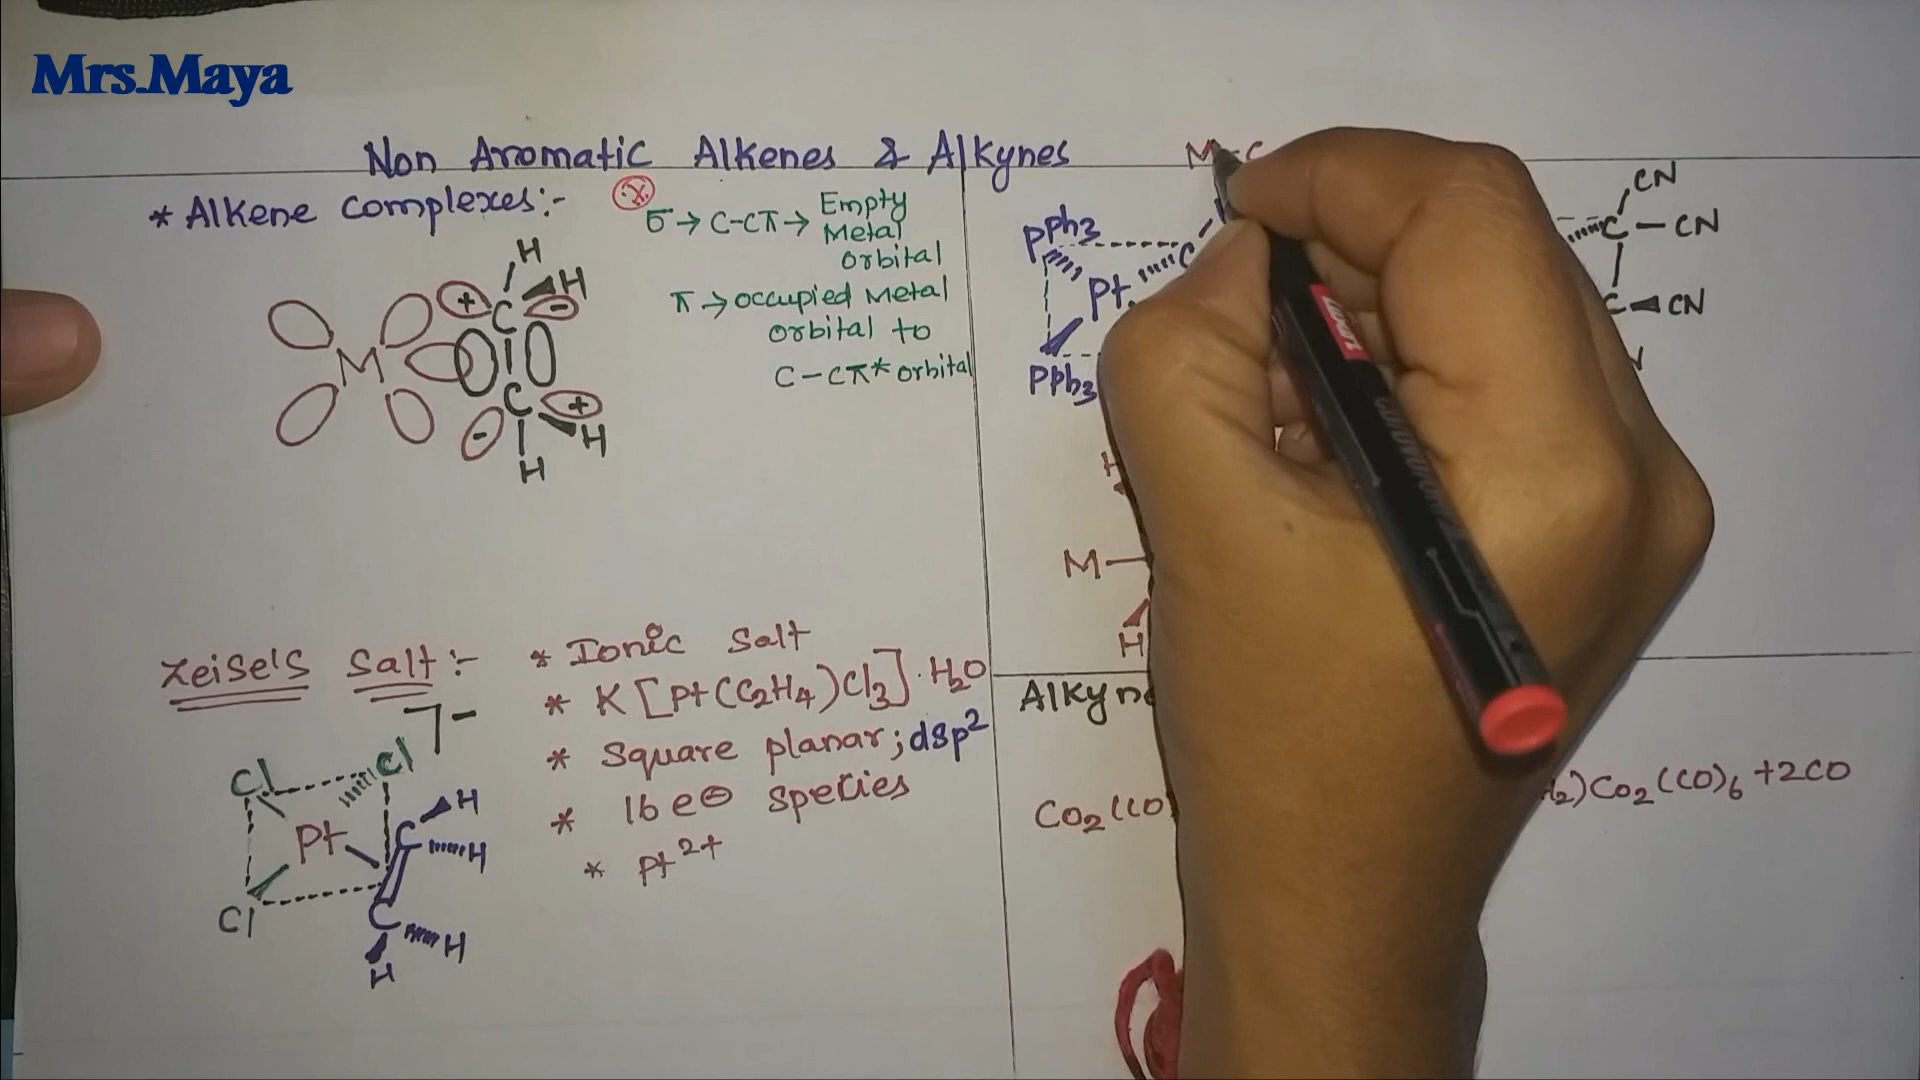 Mrs.Maya
Non Aromatic Alkenes & Alkynes
* Alkene complexes:-
σ → C-Cπ → Empty
Metal
orbital
π → occupied Metal
orbital to
C-Cπ* orbital
H
H
+
C
-
M
C
+
-
H
H
Zeisel's Salt:-
* Ionic Salt
* K[Pt(C2H4)Cl3].H2O
* Square planar; dsp2
* 16 e⊖ species
* Pt2+
]-
Cl
Cl
Pt
C
H
H
Cl
C
H
H
M-C
PPh3
C
Pt
PPh3
CN
C-CN
C
CN
H
M-
H
Co2(CO
)Co2(CO)6+2CO